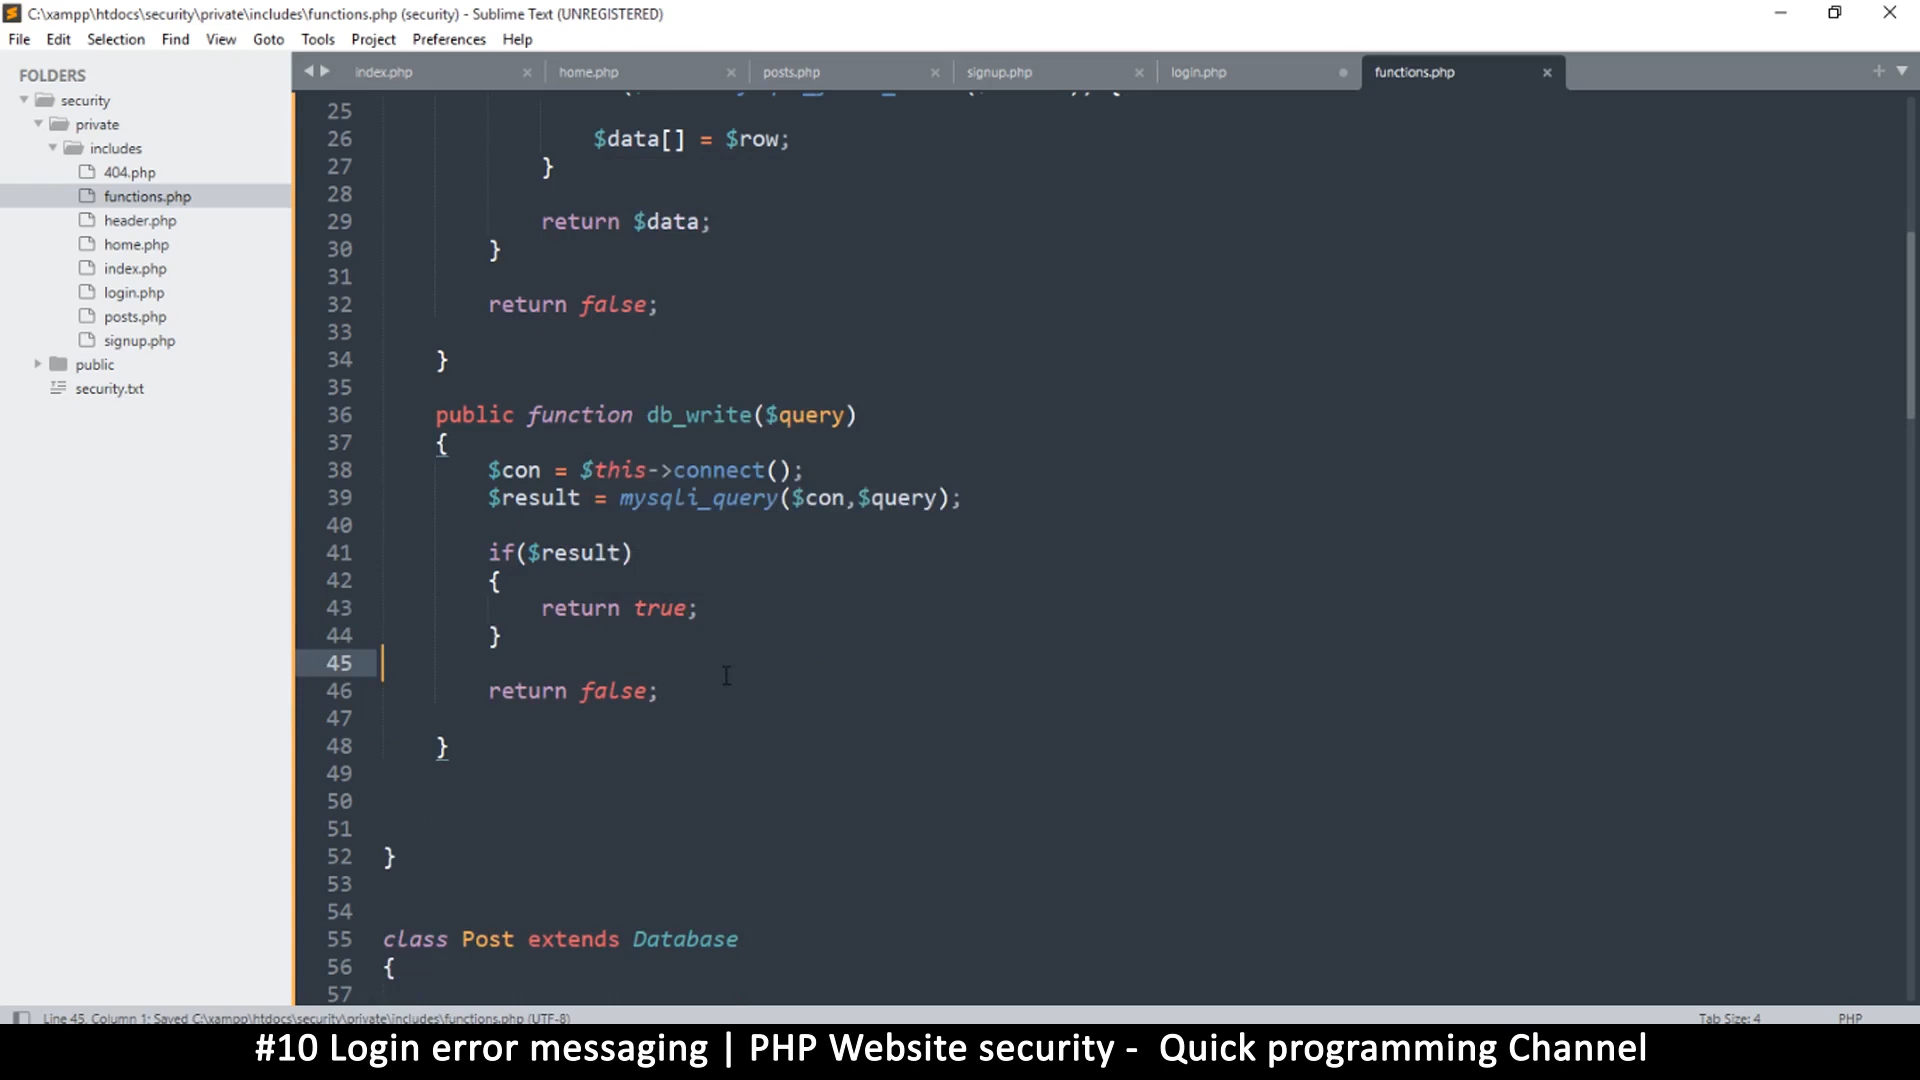 C:\xampp\htdocs\security\private\includes\functions.php (security) - Sublime Text (UNREGISTERED)
File Edit Selection Find View Goto Tools Project Preferences Help
FOLDERS
security
private
includes
404.php
functions.php
header.php
home.php
index.php
login.php
posts.php
signup.php
public
security.txt
index.php home.php posts.php signup.php login.php functions.php
25
26 $data[] = $row;
27 }
28
29 return $data;
30 }
31
32 return false;
33
34 }
35
36 public function db_write($query)
37 {
38 $con = $this->connect();
39 $result = mysqli_query($con,$query);
40
41 if($result)
42 {
43 return true;
44 }
45
46 return false;
47
48 }
49
50
51
52 }
53
54
55 class Post extends Database
56 {
57
Line 45, Column 1; Saved C:\xampp\htdocs\security\private\includes\functions.php (UTF-8) Tab Size: 4 PHP
#10 Login error messaging | PHP Website security - Quick programming Channel